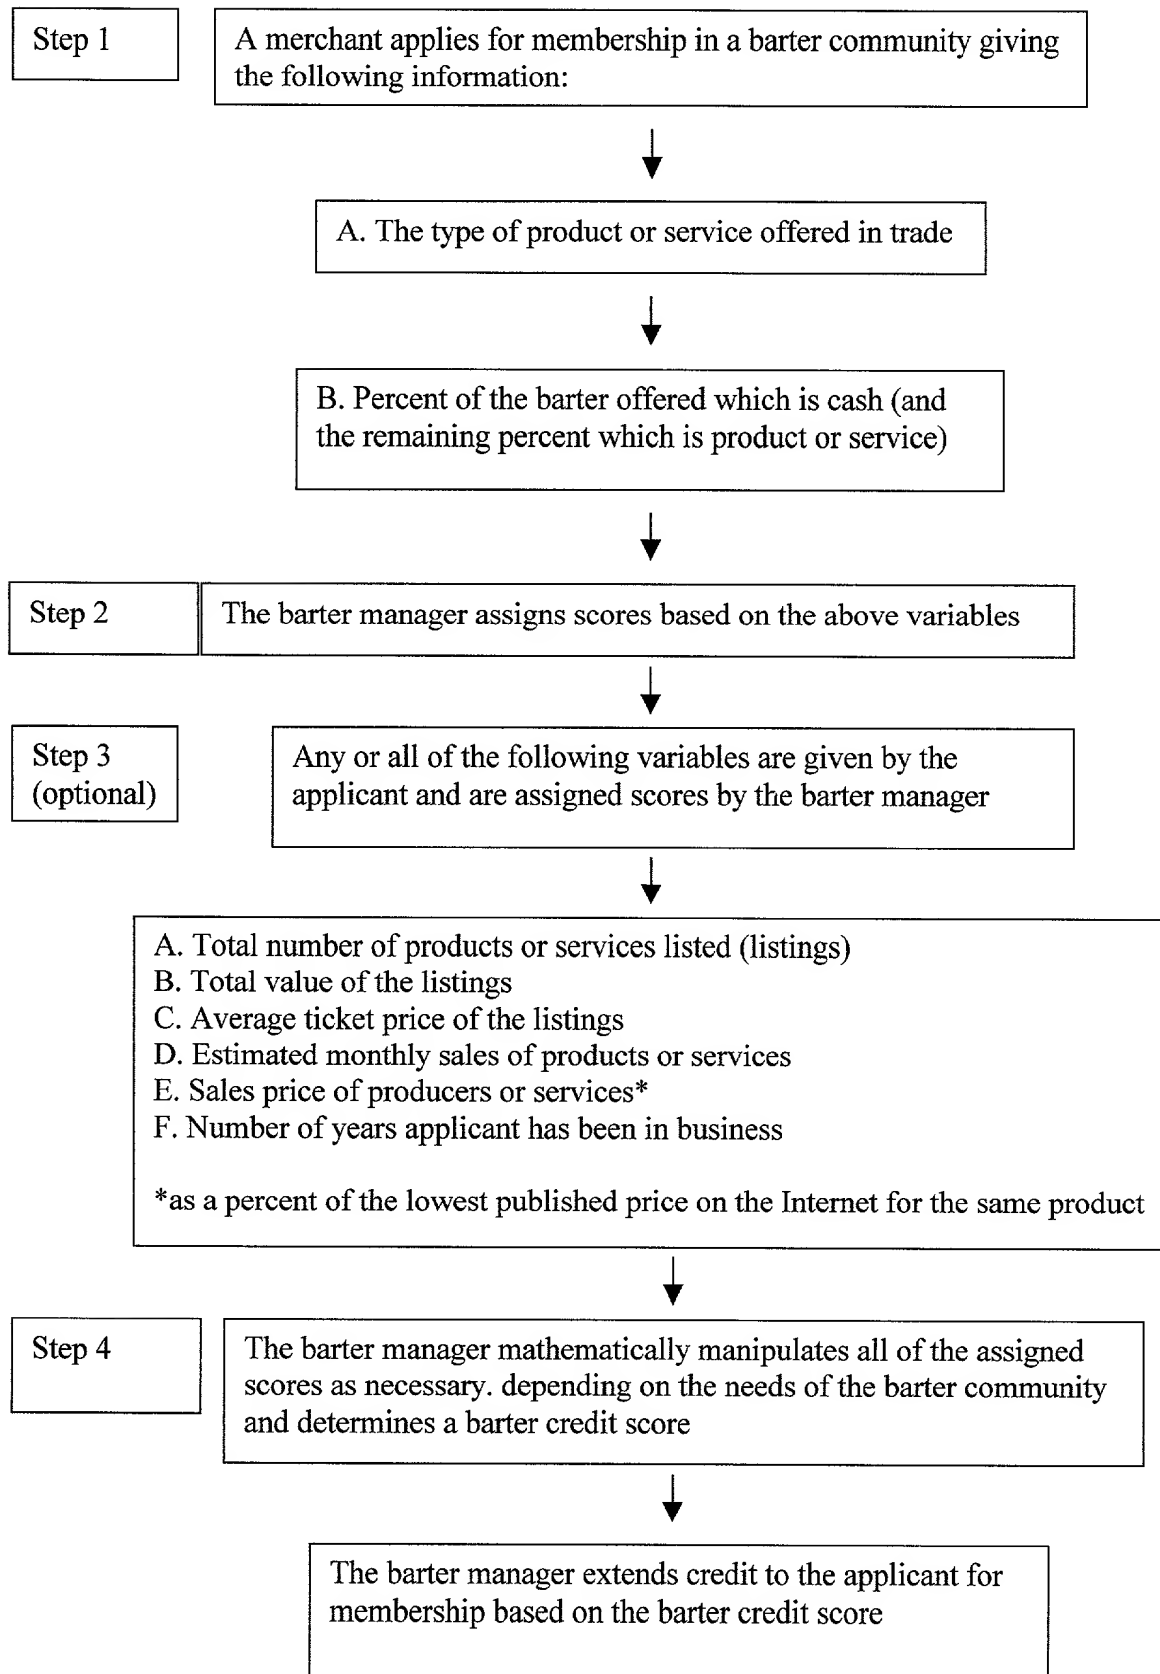 Step 1
A merchant applies for membership in a barter community giving
the following information:
A. The type of product or service offered in trade
B. Percent of the barter offered which is cash (and
the remaining percent which is product or service)
Step 2
The barter manager assigns scores based on the above variables
Step 3
(optional)
Any or all of the following variables are given by the
applicant and are assigned scores by the barter manager
A. Total number of products or services listed (listings)
B. Total value of the listings
C. Average ticket price of the listings
D. Estimated monthly sales of products or services
E. Sales price of producers or services*
F. Number of years applicant has been in business
*as a percent of the lowest published price on the Internet for the same product
Step 4
The barter manager mathematically manipulates all of the assigned
scores as necessary. depending on the needs of the barter community
and determines a barter credit score
The barter manager extends credit to the applicant for
membership based on the barter credit score